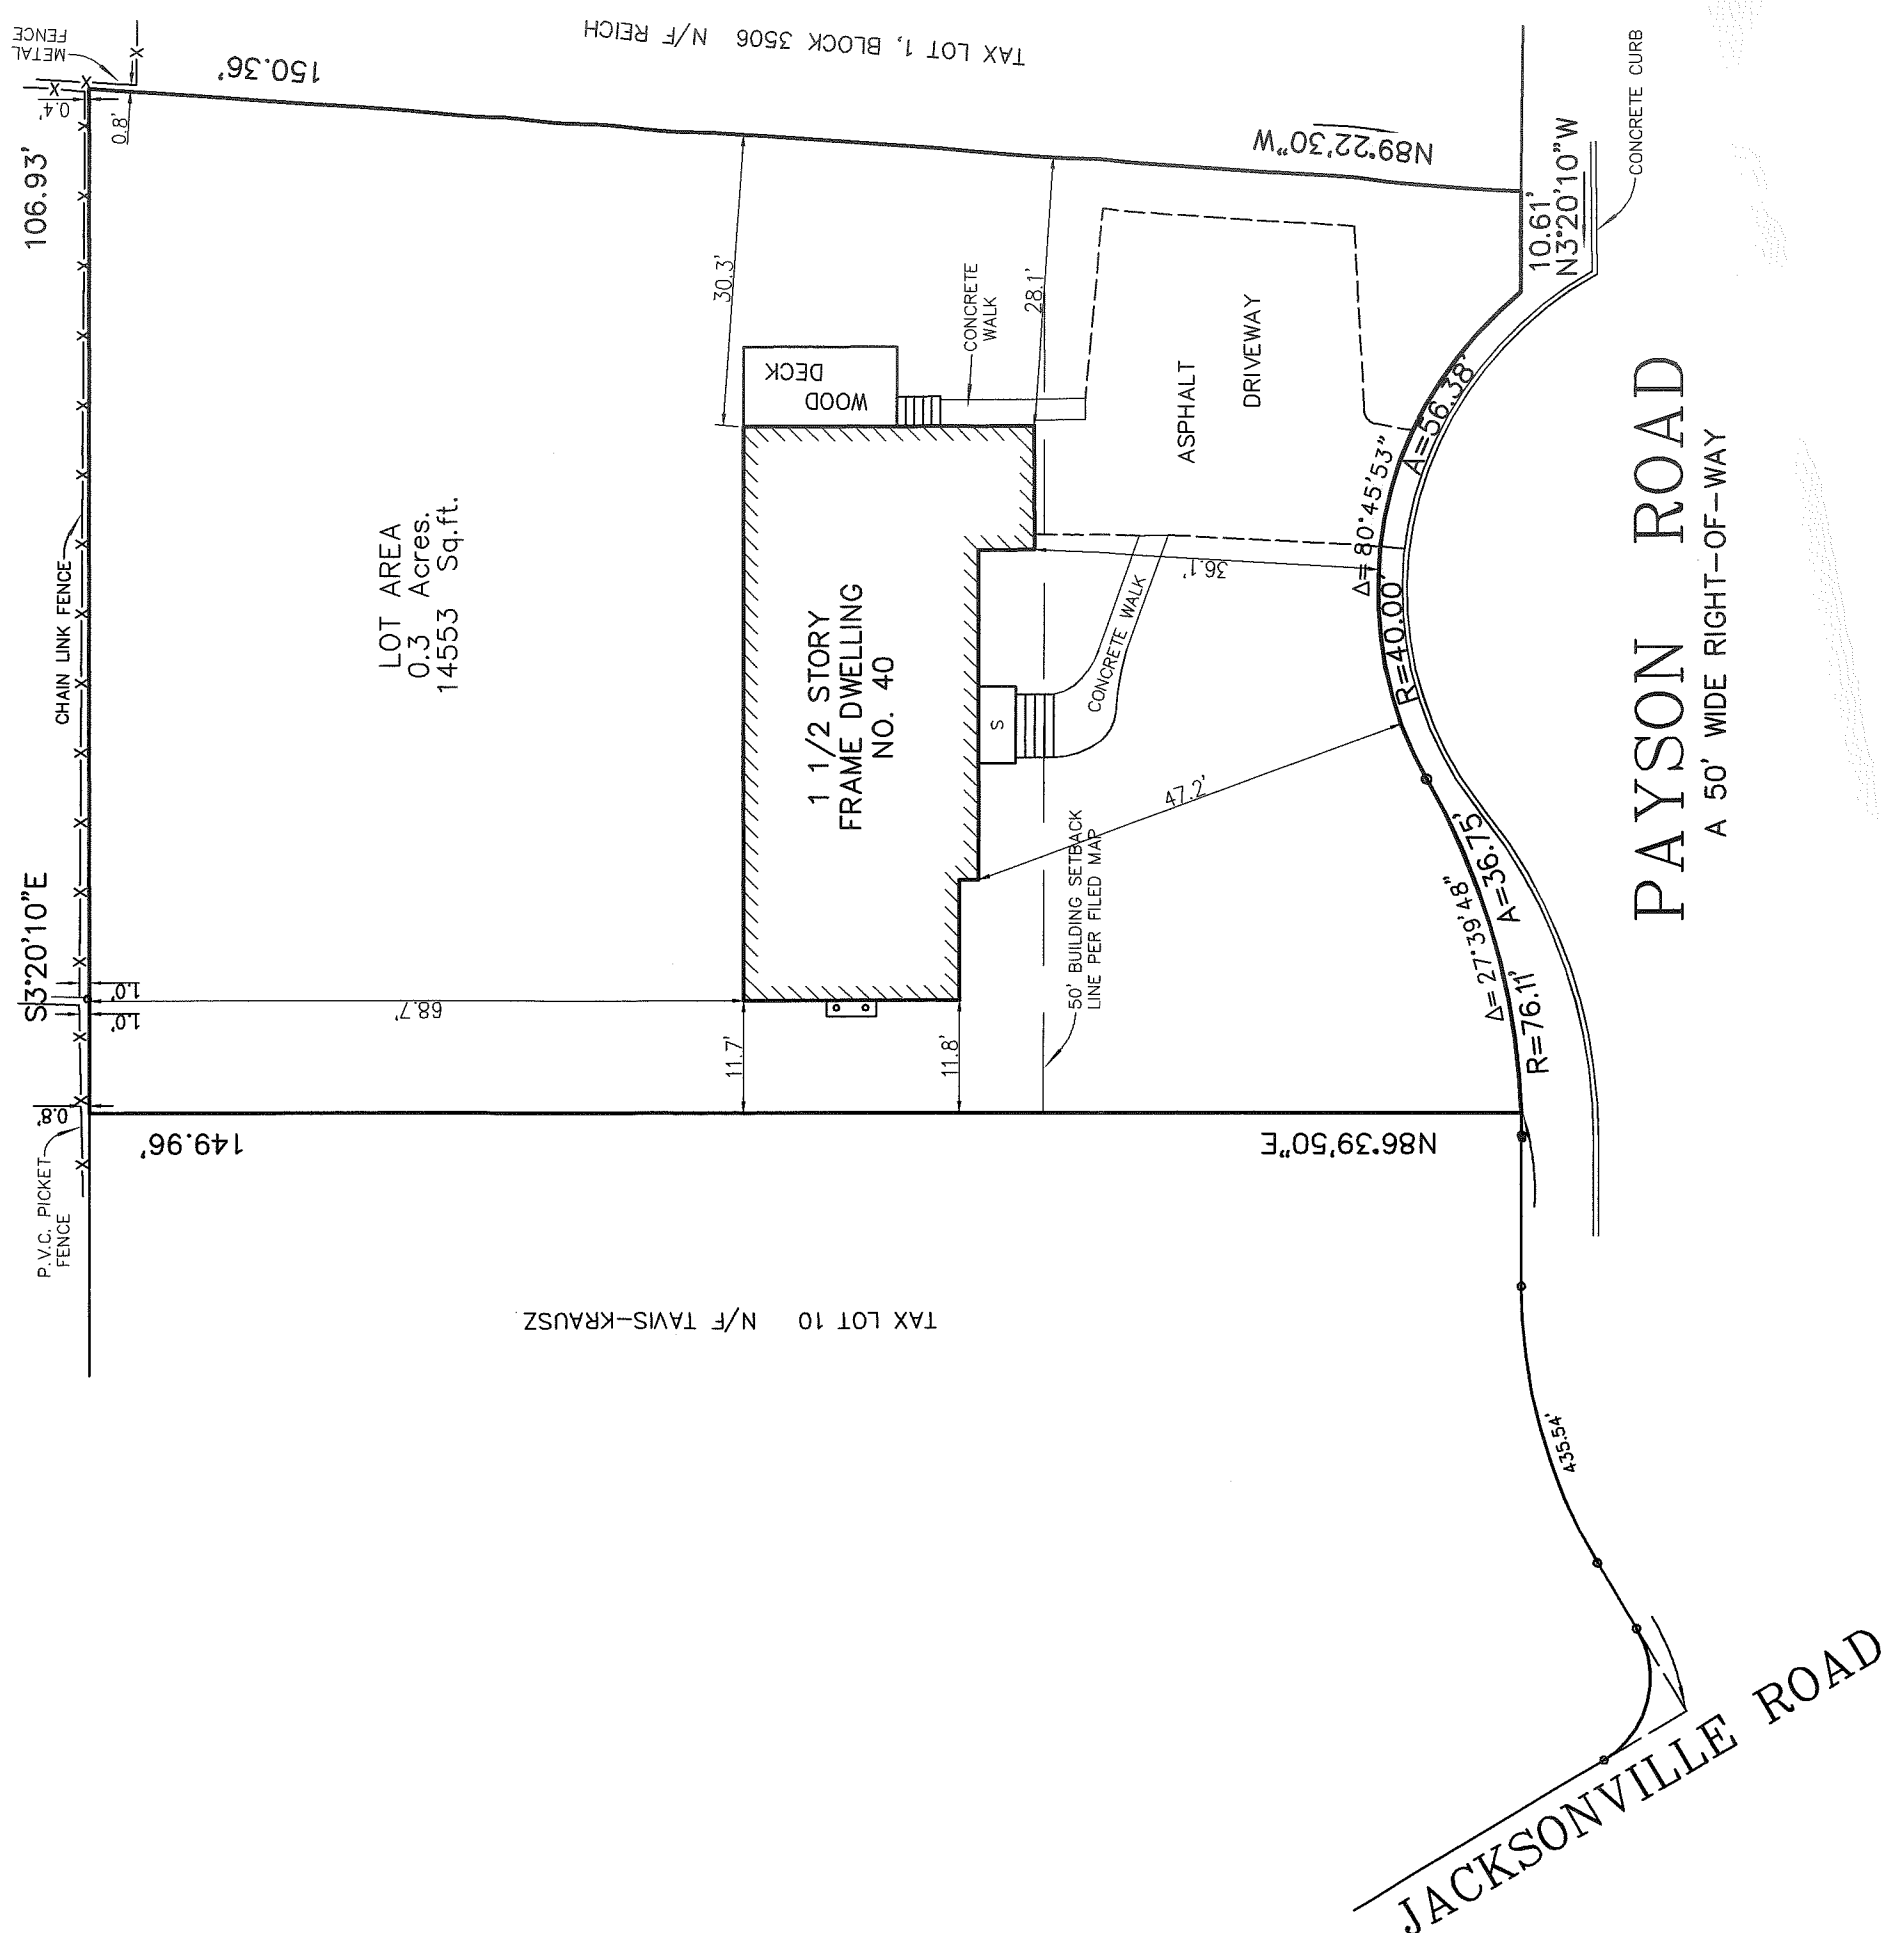 METAL
FENCE
0.4'
0.8'
150.36'
TAX LOT 1, BLOCK 3506 N/F REICH
N89°22'30"W
106.93'
CHAIN LINK FENCE
S3°20'10"E
1.0'
1.0'
0.8'
P.V.C. PICKET
FENCE
149.96'
N86°39'50"E
TAX LOT 10 N/F TAVIS-KRAUSZ
LOT AREA
0.3 Acres.
14553 Sq.ft.
68.7'
11.7'
11.8'
30.3'
28.1'
WOOD
DECK
CONCRETE
WALK
1 1/2 STORY
FRAME DWELLING
NO. 40
S
CONCRETE WALK
ASPHALT
DRIVEWAY
36.1'
47.2'
50' BUILDING SETBACK
LINE PER FILED MAP
10.61'
N3°20'10"W
CONCRETE CURB
Δ=80°45'53"
A=56.38'
R=40.00'
Δ=27°39'48"
A=36.75'
R=76.11'
PAYSON ROAD
A 50' WIDE RIGHT-OF-WAY
435.54'
JACKSONVILLE ROAD